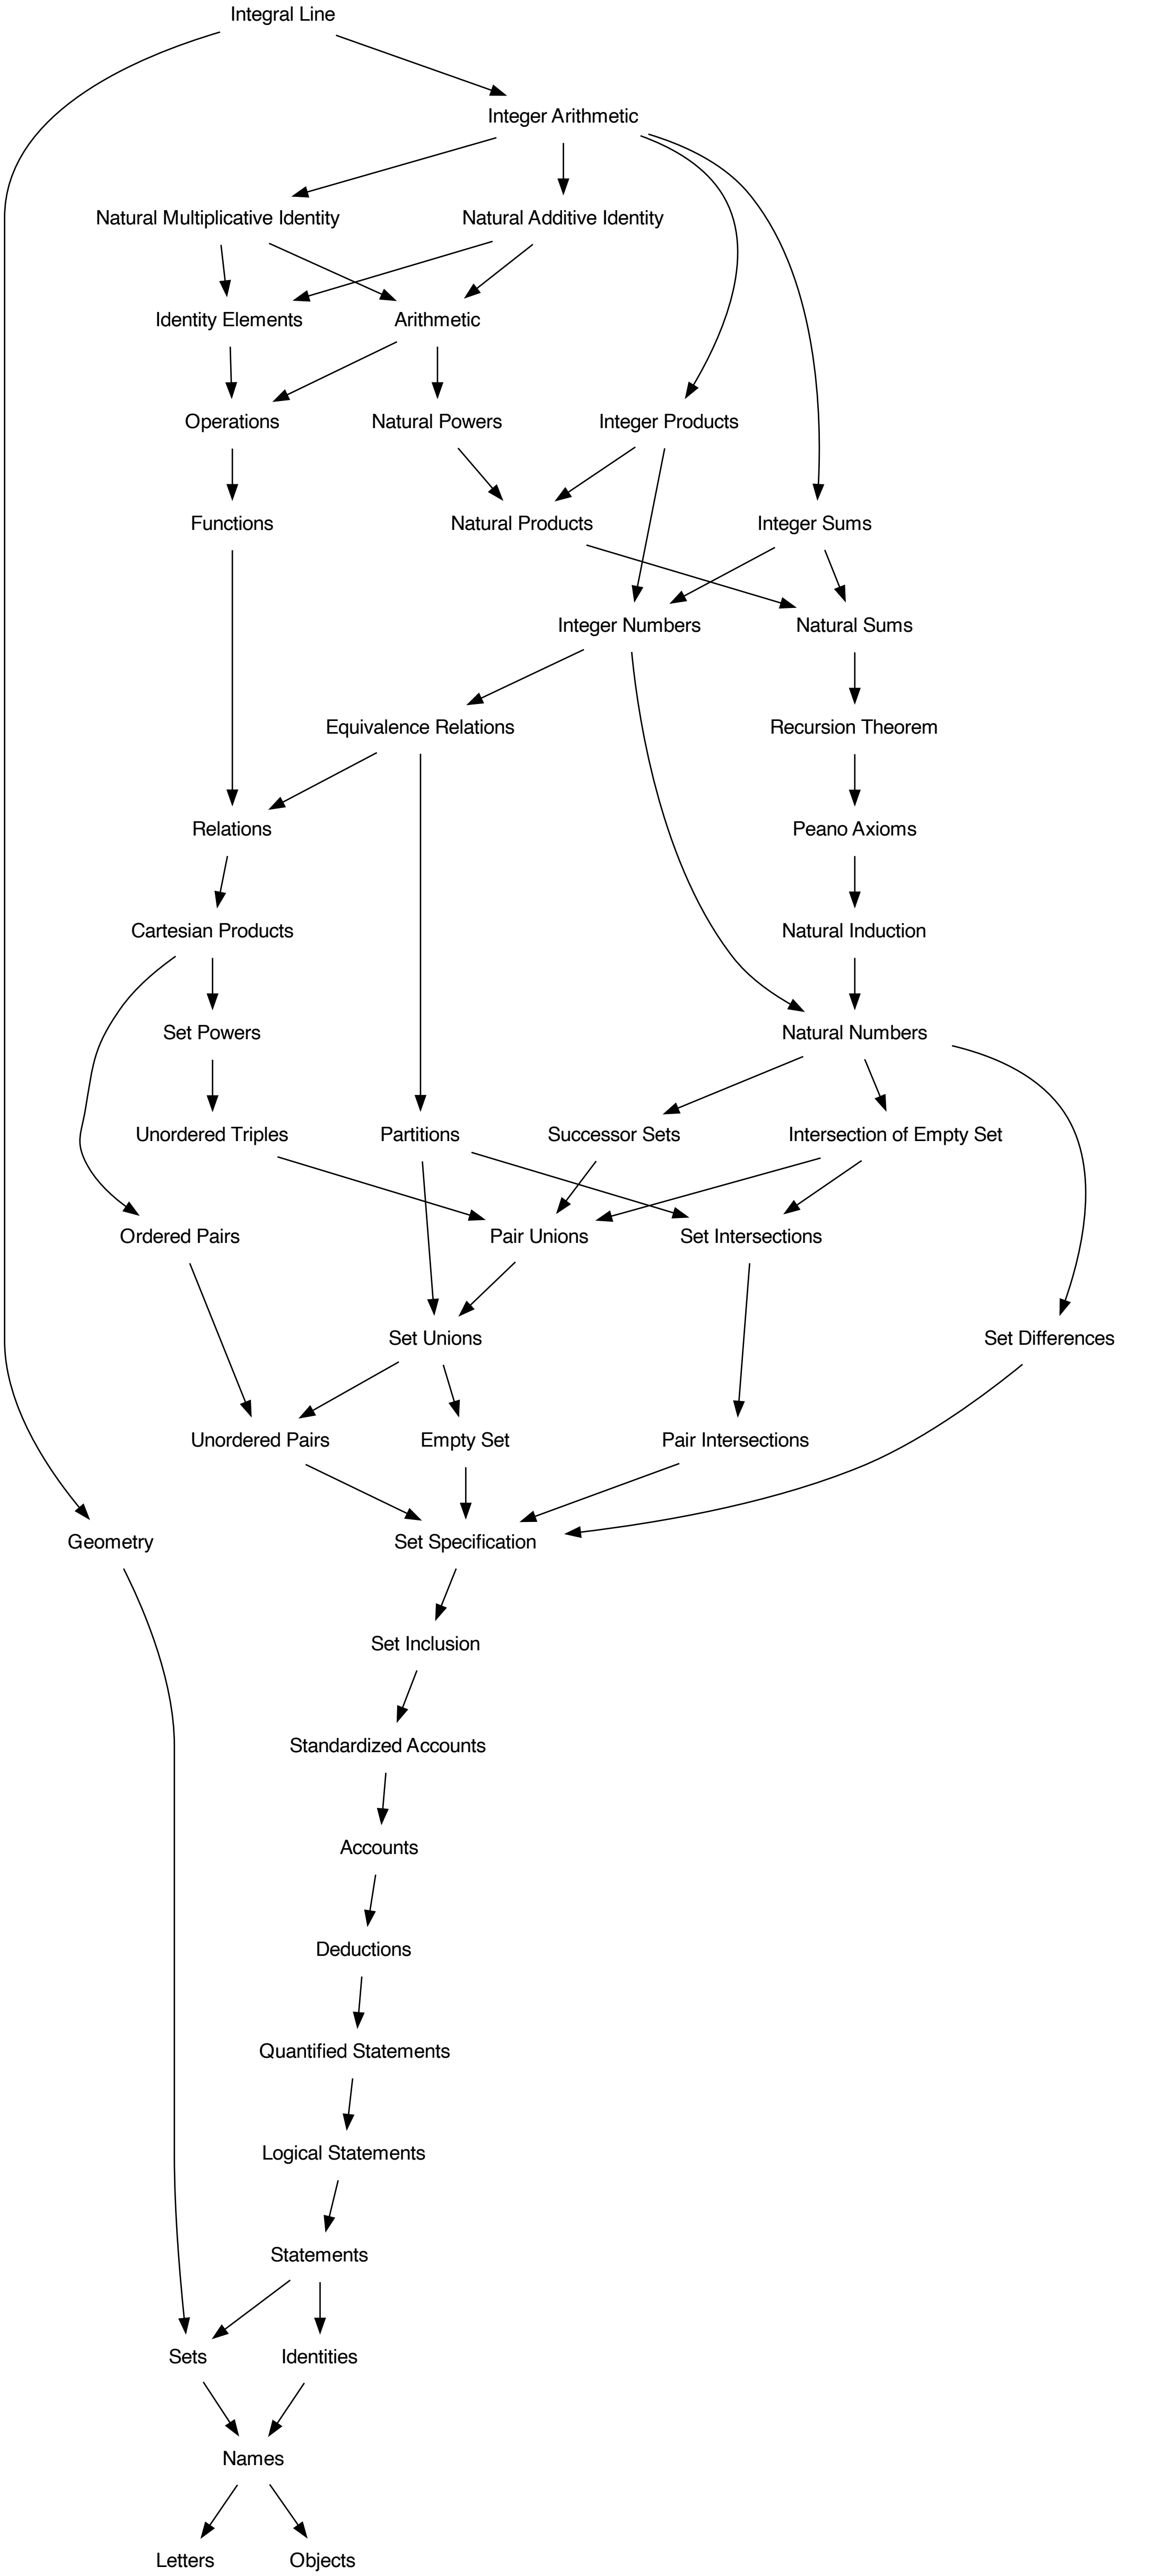 Integral Line
Integer Arithmetic
Natural Multiplicative Identity
Natural Additive Identity
Identity Elements
Arithmetic
Operations
Natural Powers
Integer Products
Functions
Natural Products
Integer Sums
Integer Numbers
Natural Sums
Equivalence Relations
Recursion Theorem
Relations
Peano Axioms
Cartesian Products
Natural Induction
Set Powers
Natural Numbers
Unordered Triples
Partitions
Successor Sets
Intersection of Empty Set
Ordered Pairs
Pair Unions
Set Intersections
Set Unions
Set Differences
Unordered Pairs
Empty Set
Pair Intersections
Geometry
Set Specification
Set Inclusion
Standardized Accounts
Accounts
Deductions
Quantified Statements
Logical Statements
Statements
Sets
Identities
Names
Letters
Objects